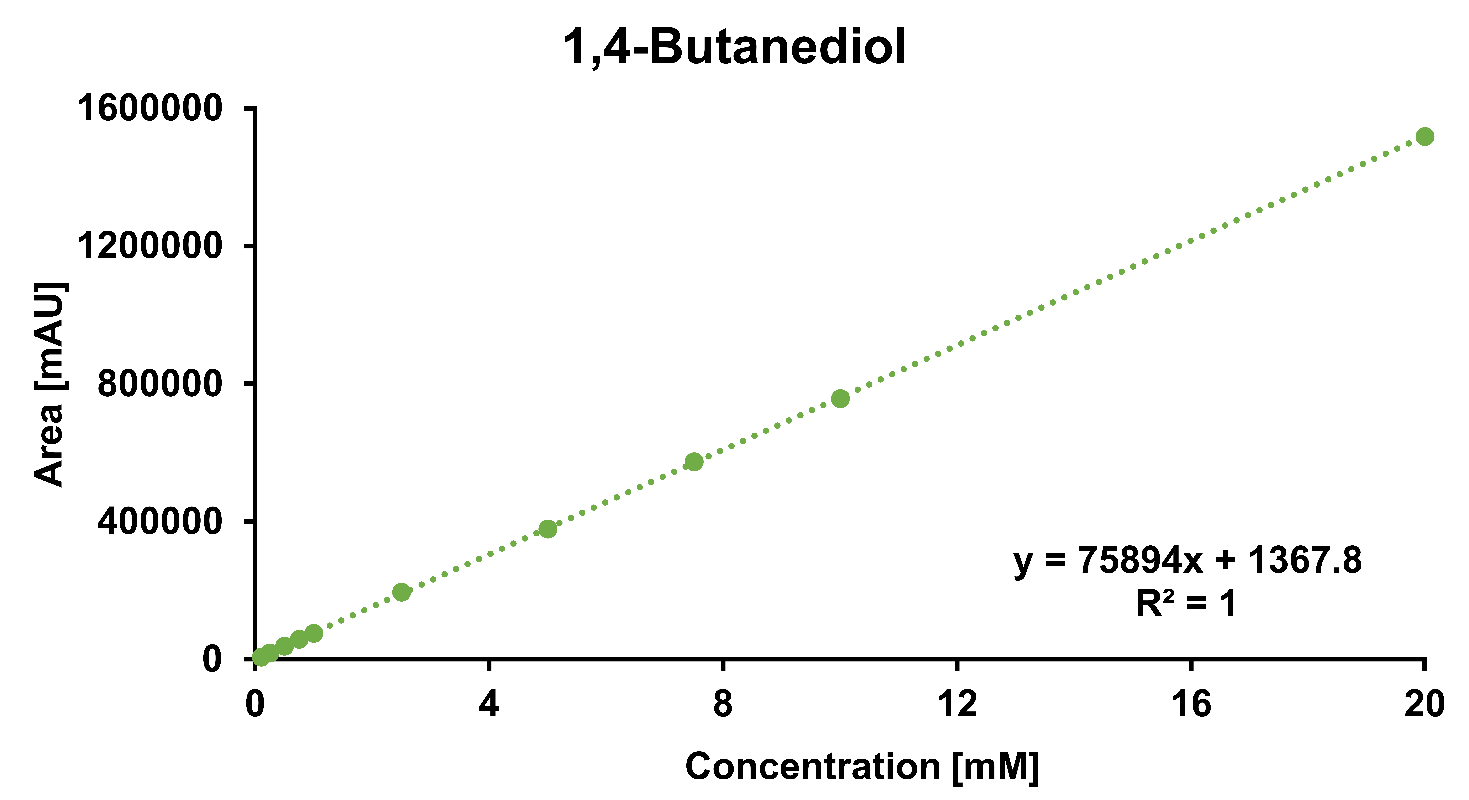 1,4-Butanediol
1600000
1200000
800000
400000
0
Area [mAU]
y = 75894x + 1367.8
R² = 1
0 4 8 12 16 20
Concentration [mM]